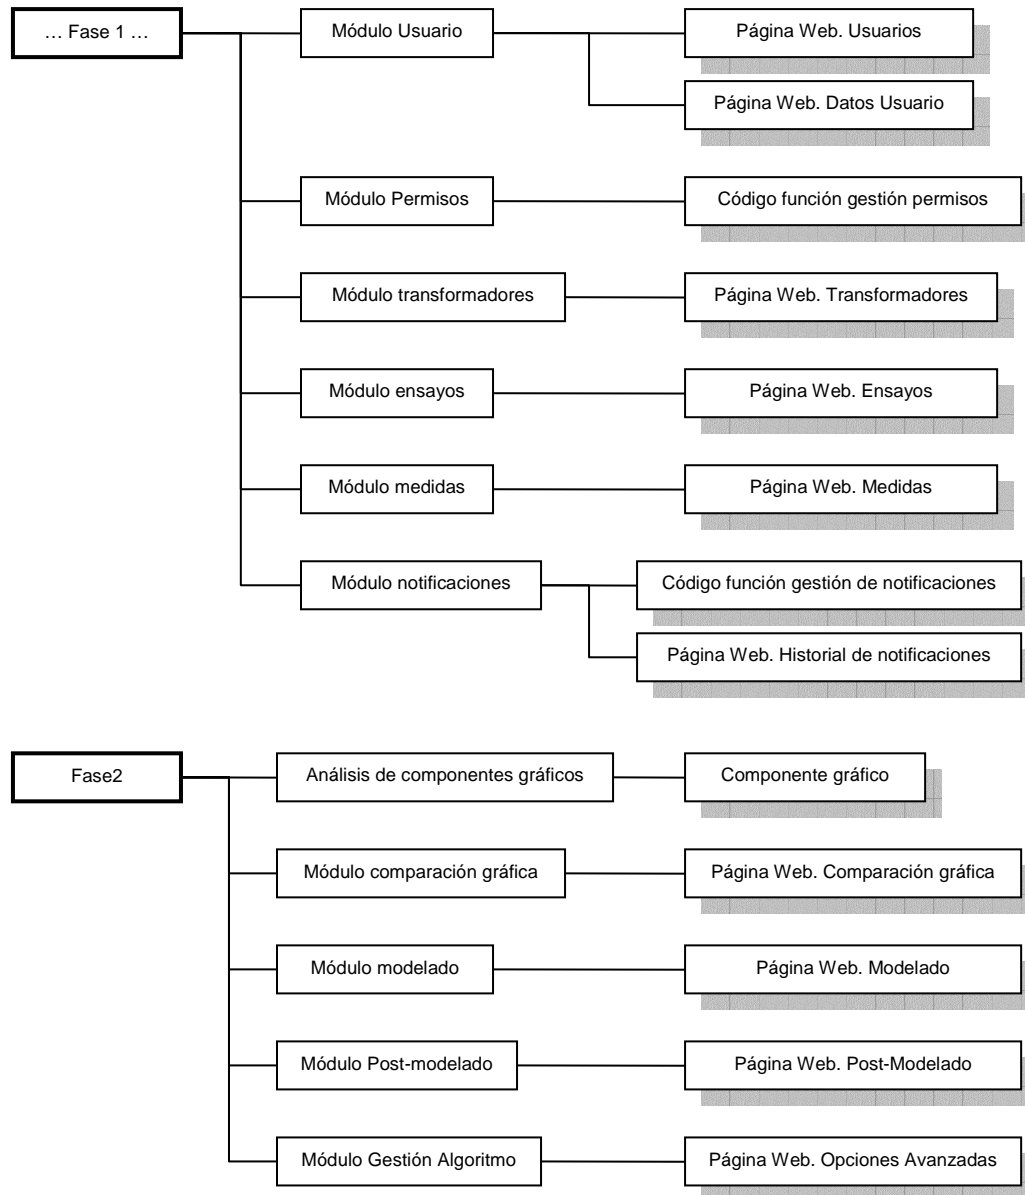 … Fase 1 …
Módulo Usuario
Página Web. Usuarios
Página Web. Datos Usuario
Módulo Permisos
Código función gestión permisos
Módulo transformadores
Página Web. Transformadores
Módulo ensayos
Página Web. Ensayos
Módulo medidas
Página Web. Medidas
Módulo notificaciones
Código función gestión de notificaciones
Página Web. Historial de notificaciones
Fase2
Análisis de componentes gráficos
Componente gráfico
Módulo comparación gráfica
Página Web. Comparación gráfica
Módulo modelado
Página Web. Modelado
Módulo Post-modelado
Página Web. Post-Modelado
Módulo Gestión Algoritmo
Página Web. Opciones Avanzadas